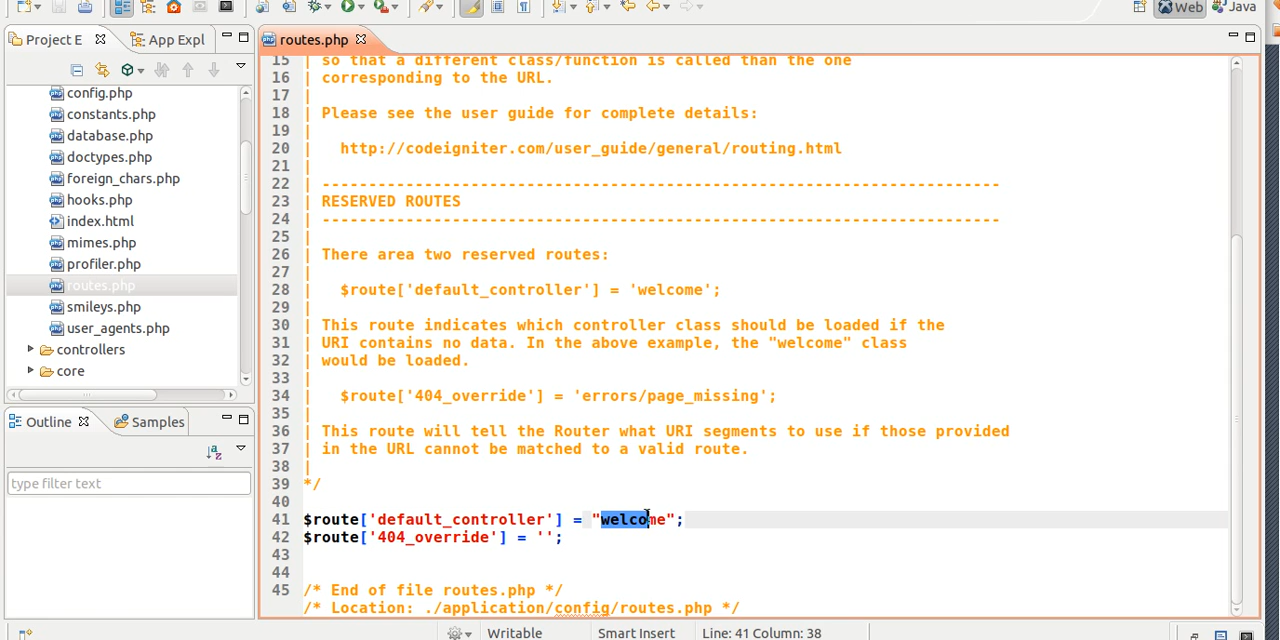 Web
Java
Project E
App Expl
routes.php
config.php
constants.php
database.php
doctypes.php
foreign_chars.php
hooks.php
index.html
mimes.php
profiler.php
routes.php
smileys.php
user_agents.php
controllers
core
Outline
Samples
type filter text
15 | so that a different class/function is called than the one
16 | corresponding to the URL.
17 |
18 | Please see the user guide for complete details:
19 |
20 | http://codeigniter.com/user_guide/general/routing.html
21 |
22 | -------------------------------------------------------------------------
23 | RESERVED ROUTES
24 | -------------------------------------------------------------------------
25 |
26 | There area two reserved routes:
27 |
28 | $route['default_controller'] = 'welcome';
29 |
30 | This route indicates which controller class should be loaded if the
31 | URI contains no data. In the above example, the "welcome" class
32 | would be loaded.
33 |
34 | $route['404_override'] = 'errors/page_missing';
35 |
36 | This route will tell the Router what URI segments to use if those provided
37 | in the URL cannot be matched to a valid route.
38 |
39 */
40
41 $route['default_controller'] = "welcome";
42 $route['404_override'] = '';
43
44
45 /* End of file routes.php */
/* Location: ./application/config/routes.php */
Writable
Smart Insert
Line: 41 Column: 38